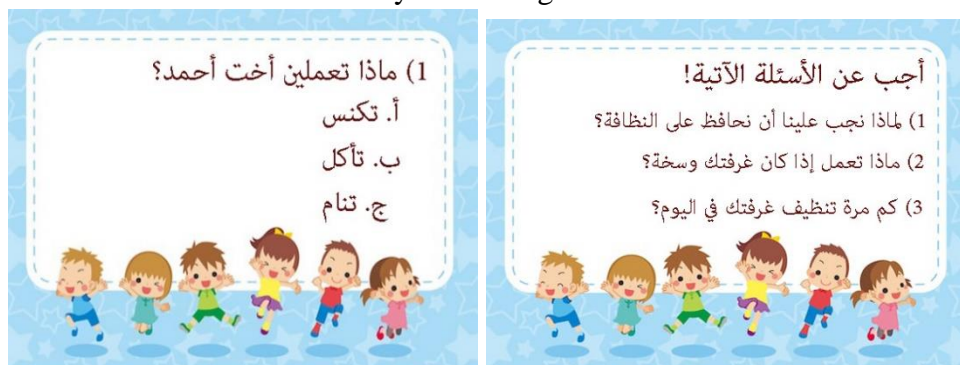 1) ماذا تعملين أخت أحمد؟
أ. تكنس
ب. تأكل
ج. تنام
أجب عن الأسئلة الآتية!
1) لماذا نجب علينا أن نحافظ على النظافة؟
2) ماذا تعمل إذا كان غرفتك وسخة؟
3) كم مرة تنظيف غرفتك في اليوم؟